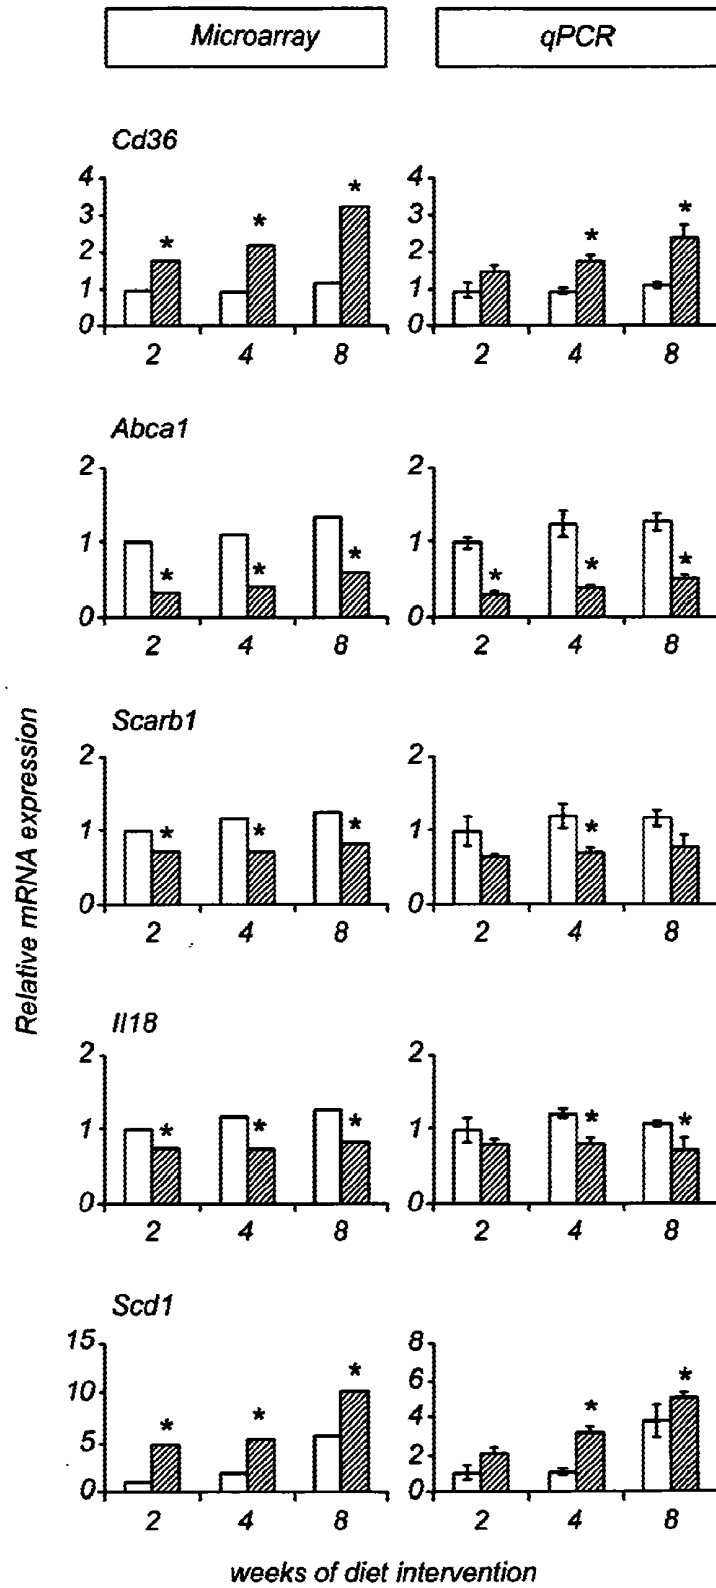 Microarray qPCR
Cd36
4 4
3 * 3
* * 2 * *
2 1
1 0
0
2 4 8 2 4 8
Abca1
2 2
1 * * * 1 * * *
0 0
2 4 8 2 4 8
Scarb1
2 2
1 * * * 1 *
0 0
2 4 8 2 4 8
Relative mRNA expression
Il18
2 2
1 * * * 1 * *
0 0
2 4 8 2 4 8
Scd1
15 8
10 * * * 6 * *
5 4
0 2
0
2 4 8 2 4 8
weeks of diet intervention